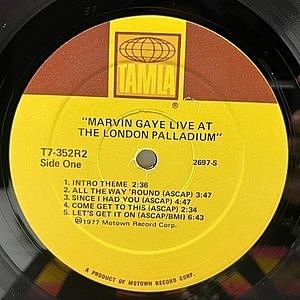 TAMLA
"MARVIN GAYE LIVE AT
THE LONDON PALLADIUM"
T7-352R2
Side One
2697-S
1. INTRO THEME 2:36
2. ALL THE WAY 'ROUND (ASCAP) 3:47
3. SINCE I HAD YOU (ASCAP) 4:05
4. COME GET TO THIS (ASCAP) 2:34
5. LET'S GET IT ON (ASCAP/BMI) 6:43
℗1977 Motown Record Corp.
A PRODUCT OF MOTOWN RECORD CORP.